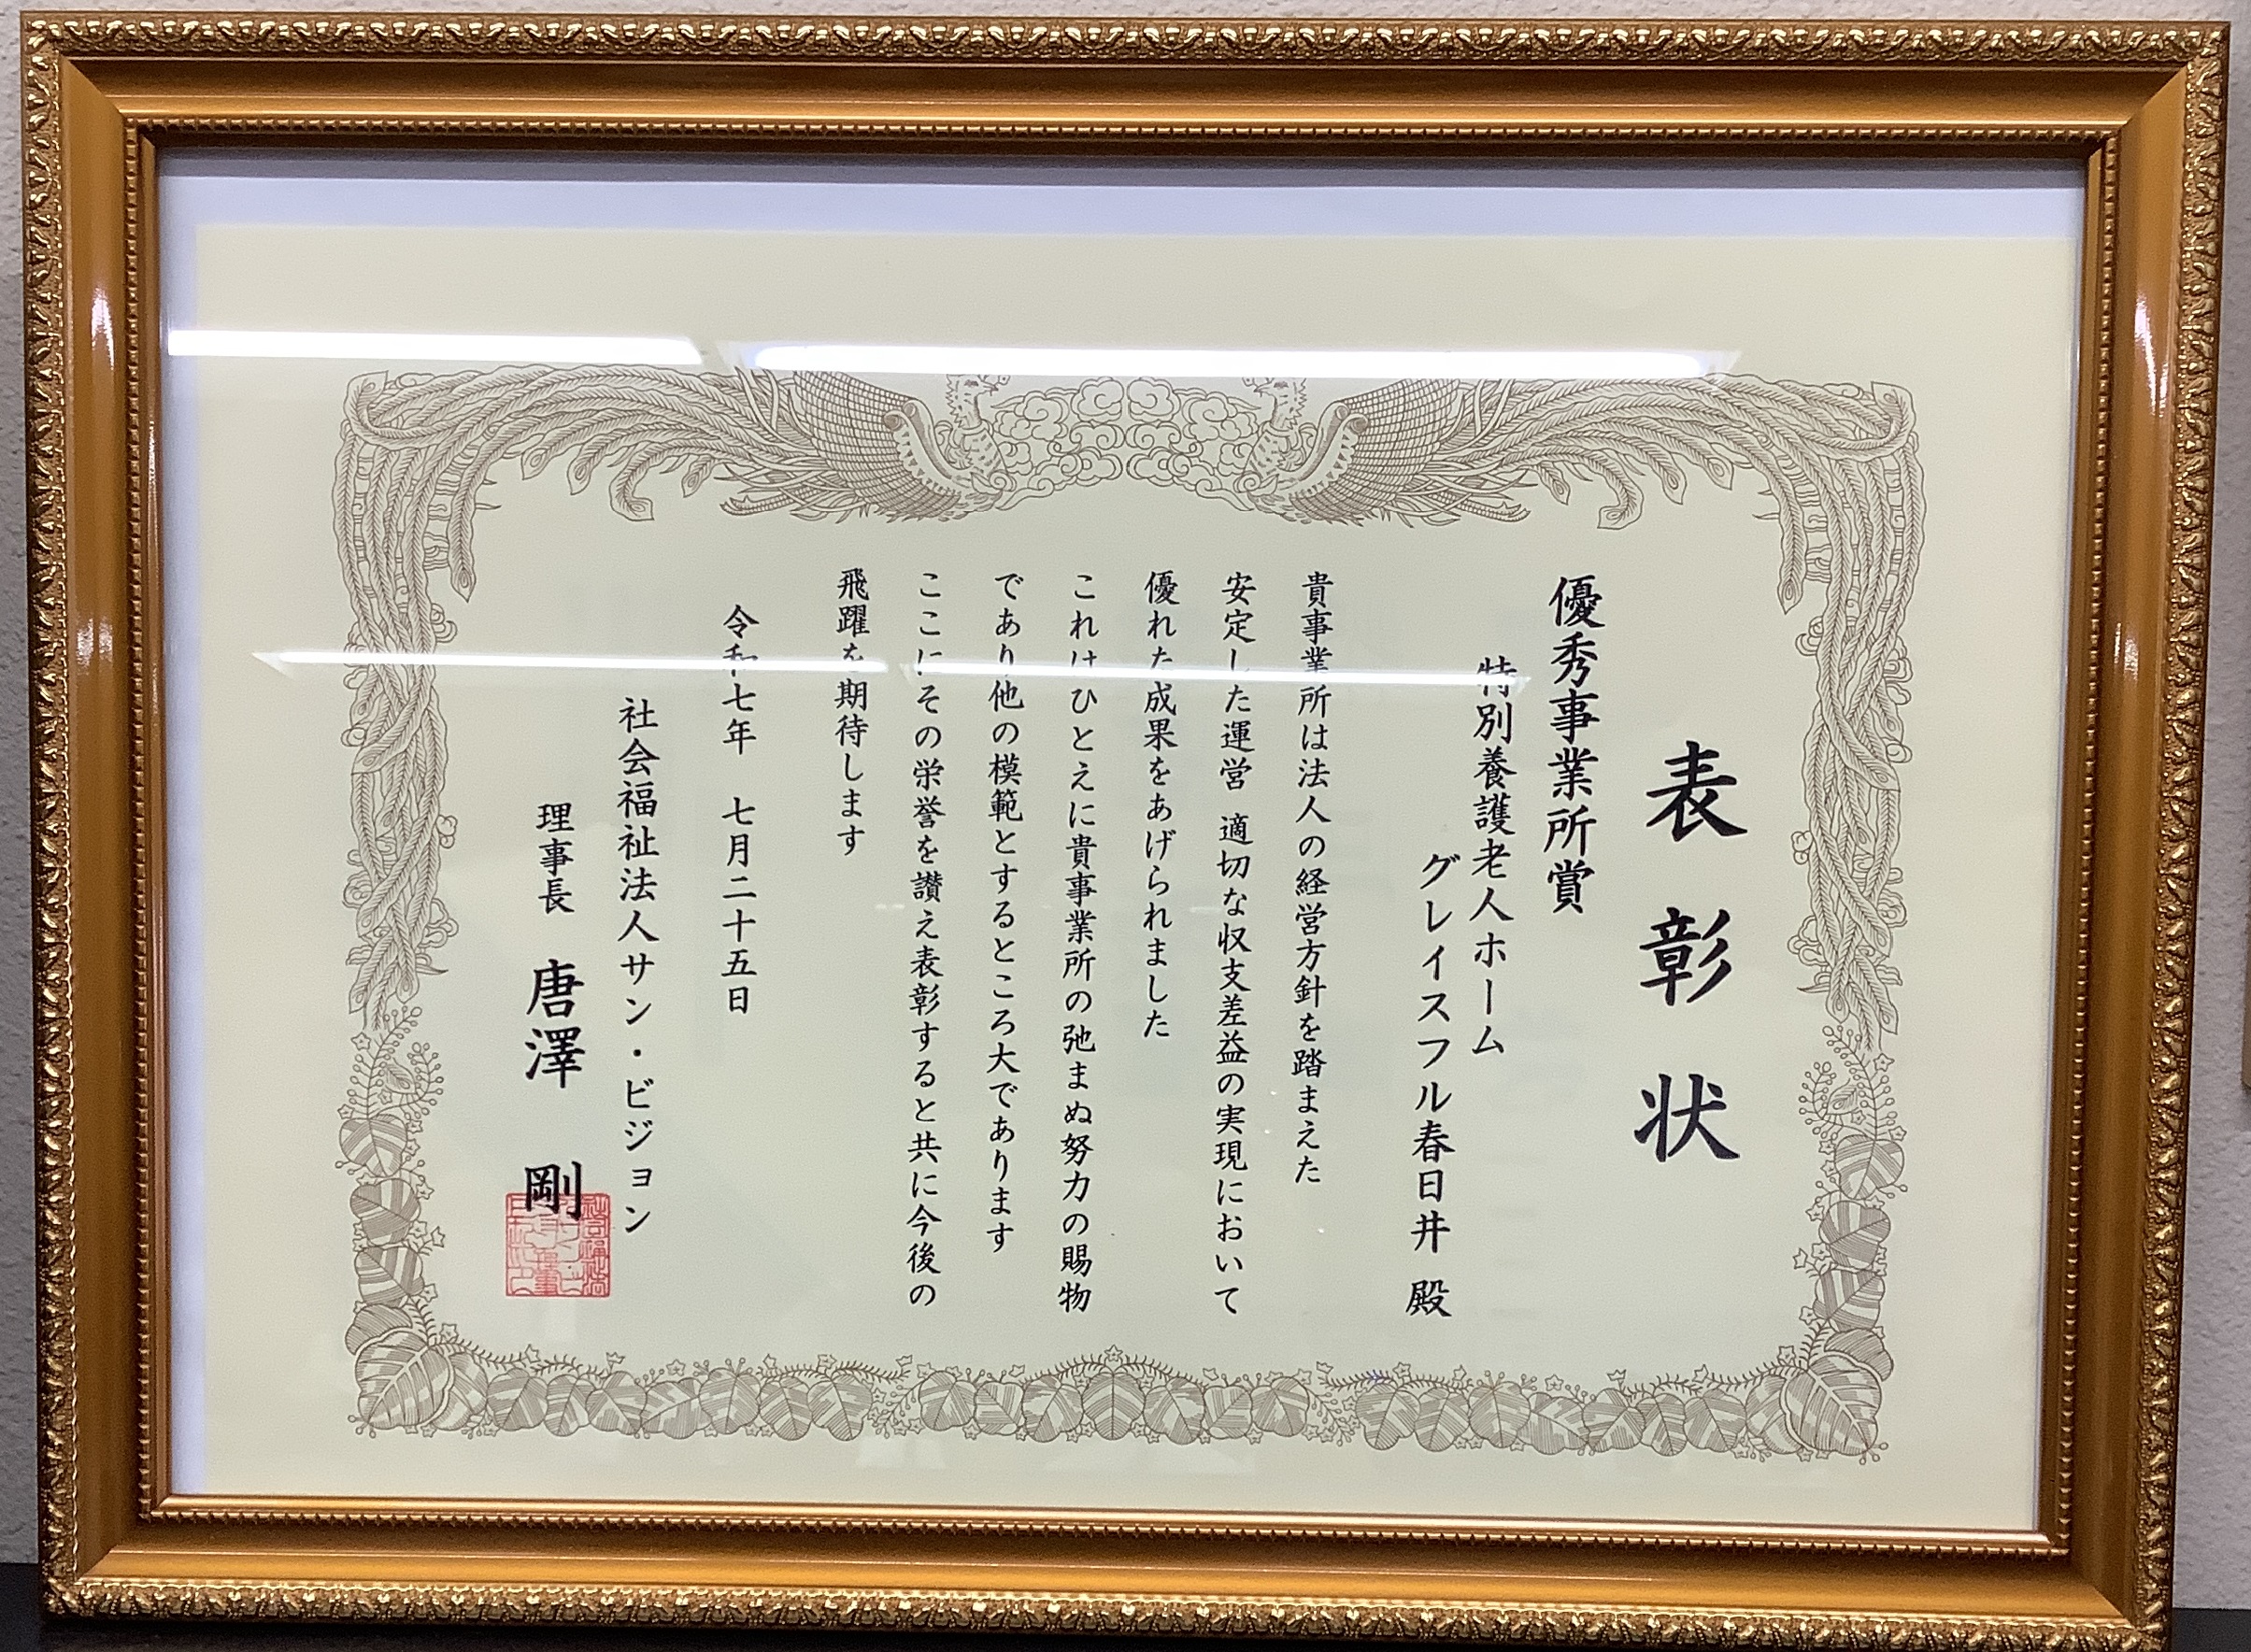 表彰状
優秀事業所賞
特別養護老人ホーム
グレイスフル春日井 殿
貴事業所は法人の経営方針を踏まえた
安定した運営 適切な収支差益の実現において
優れた成果をあげられました
これはひとえに貴事業所の弛まぬ努力の賜物
であり他の模範とするところ大であります
ここにその栄誉を讃え表彰すると共に今後の
飛躍を期待します
令和七年 七月二十五日
社会福祉法人サン・ビジョン
理事長 唐澤 剛